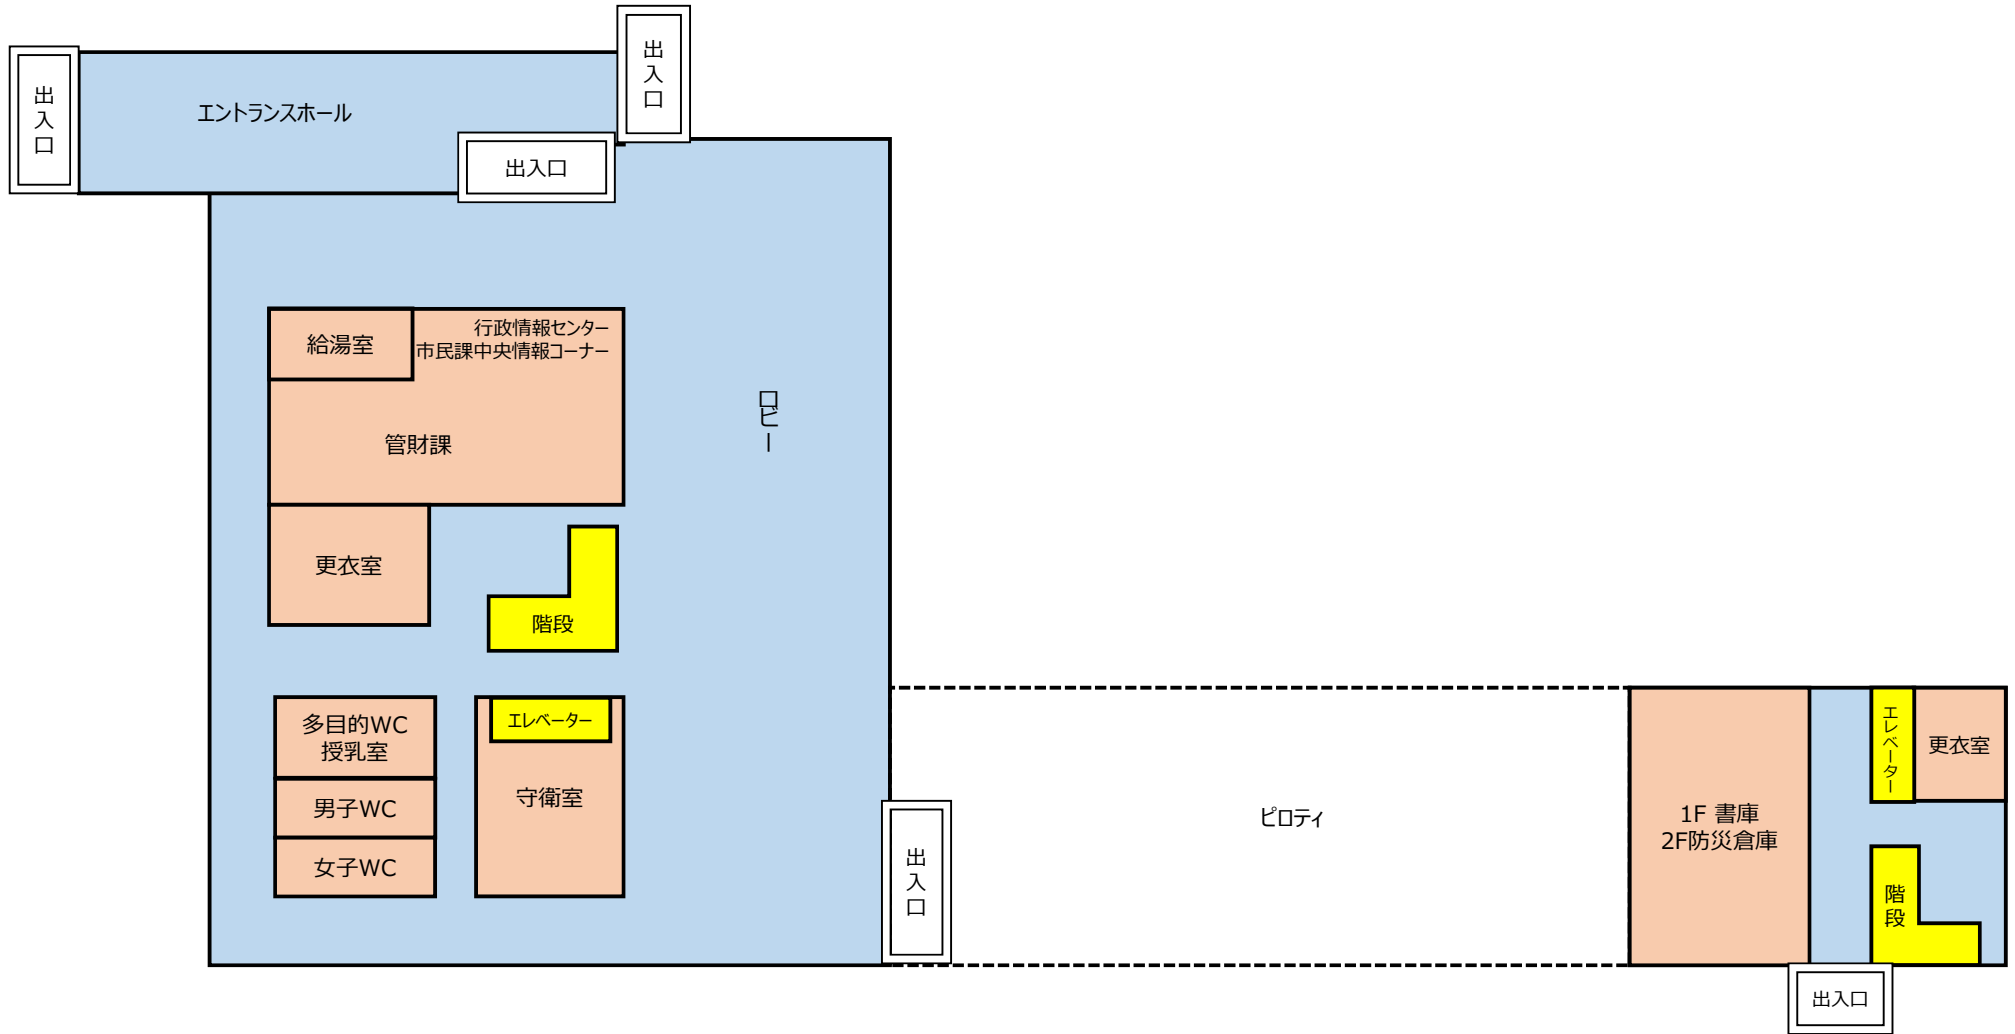 出入口
出入口
エントランスホール
出入口
給湯室
行政情報センター
市民課中央情報コーナー
ロビー
管財課
更衣室
階段
多目的WC
授乳室
エレベーター
男子WC
守衛室
女子WC
出入口
ピロティ
1F 書庫
2F防災倉庫
エレベーター
更衣室
階段
出入口